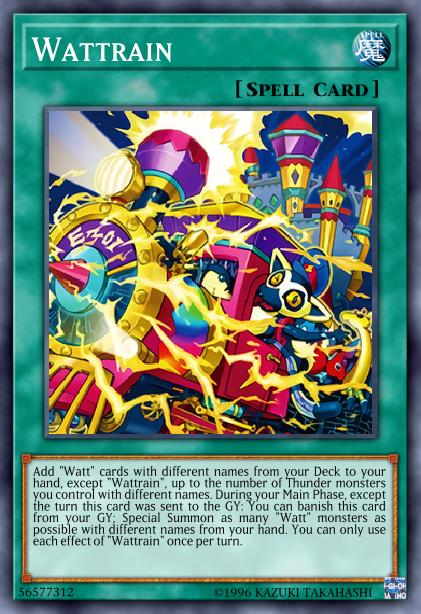 Wattrain
SPELL
魔
[ Spell Card ]
Add "Watt" cards with different names from your Deck to your
hand, except "Wattrain", up to the number of Thunder monsters
you control with different names. During your Main Phase, except
the turn this card was sent to the GY: You can banish this card
from your GY; Special Summon as many "Watt" monsters as
possible with different names from your hand. You can only use
each effect of "Wattrain" once per turn.
56577312
©1996 KAZUKI TAKAHASHI